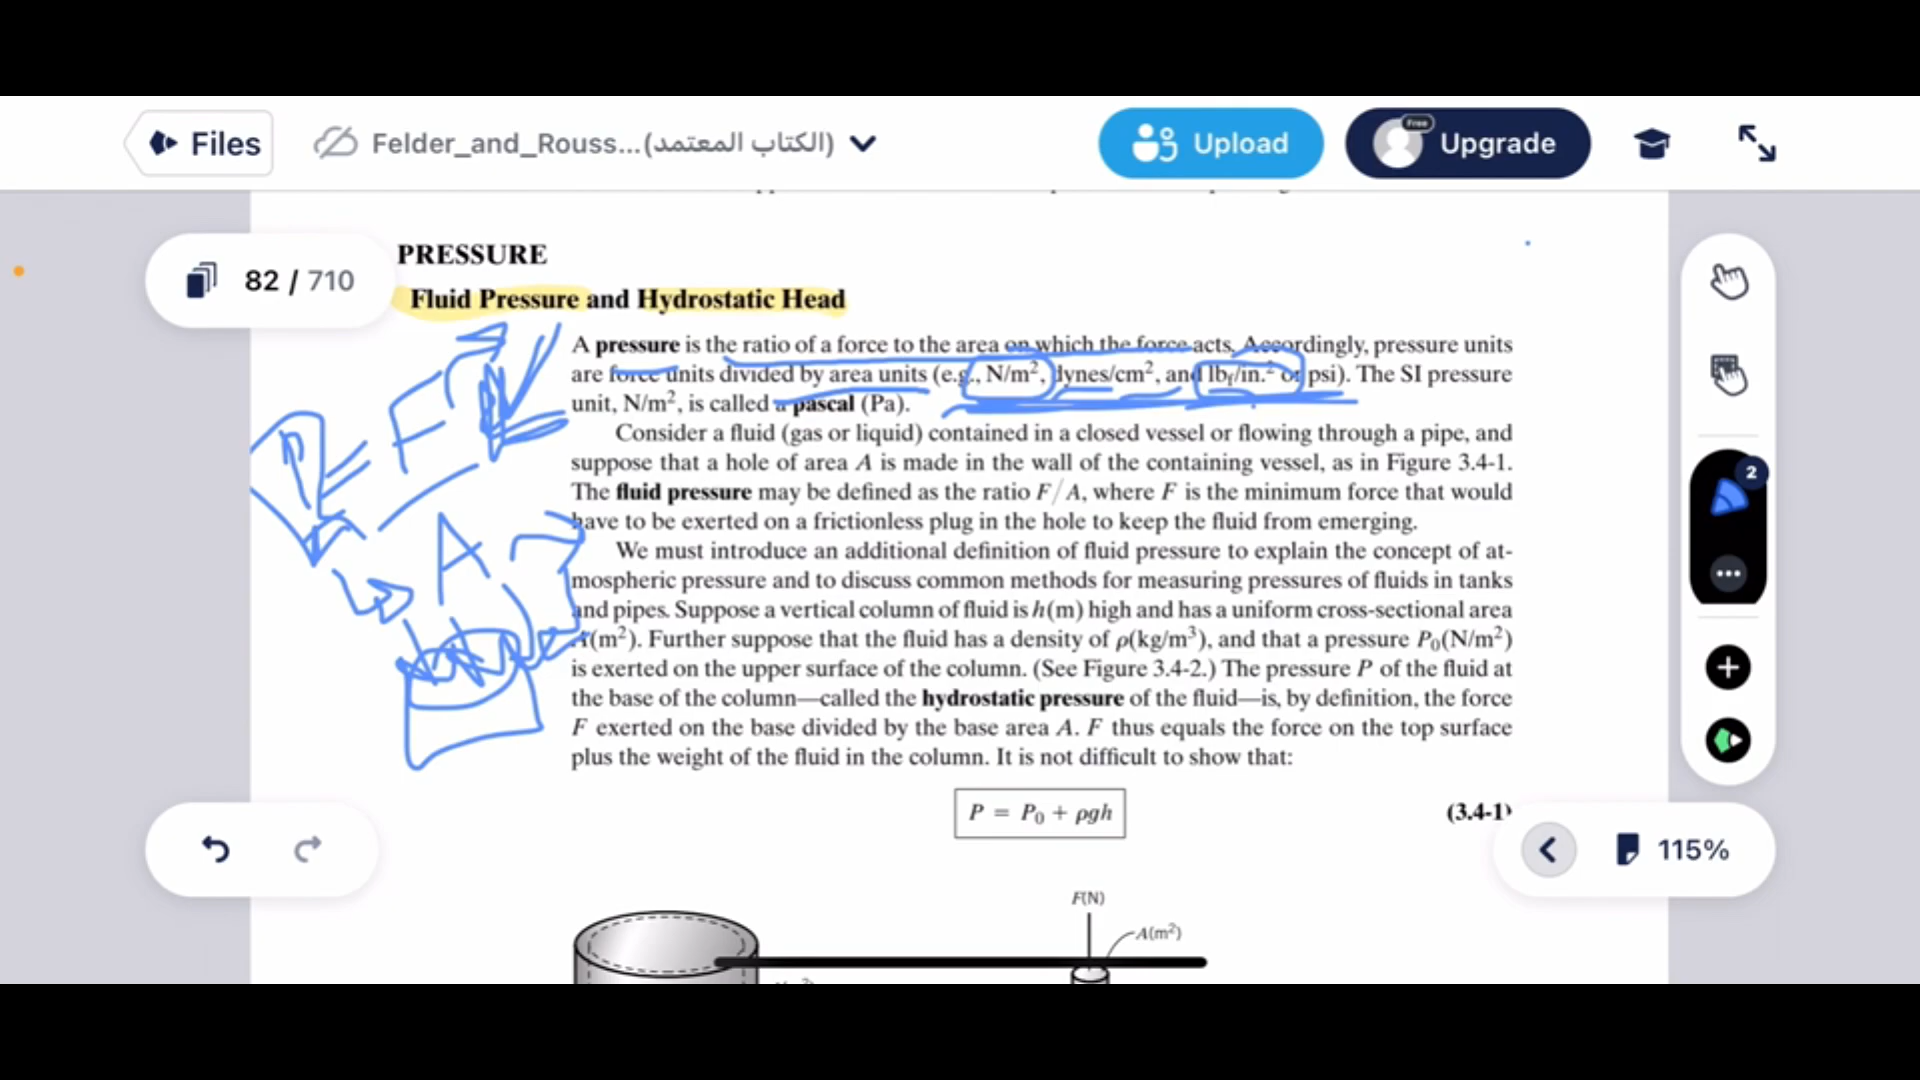 Files
Felder_and_Rouss...(الكتاب المعتمد)
Upload
Free
Upgrade
82 / 710
PRESSURE
Fluid Pressure and Hydrostatic Head
A pressure is the ratio of a force to the area on which the force acts. Accordingly, pressure units
are force units divided by area units (e.g., N/m², dynes/cm², and lb_f/in.² or psi). The SI pressure
unit, N/m², is called a pascal (Pa).
Consider a fluid (gas or liquid) contained in a closed vessel or flowing through a pipe, and
suppose that a hole of area A is made in the wall of the containing vessel, as in Figure 3.4-1.
The fluid pressure may be defined as the ratio F/A, where F is the minimum force that would
have to be exerted on a frictionless plug in the hole to keep the fluid from emerging.
We must introduce an additional definition of fluid pressure to explain the concept of at-
mospheric pressure and to discuss common methods for measuring pressures of fluids in tanks
and pipes. Suppose a vertical column of fluid is h(m) high and has a uniform cross-sectional area
A(m²). Further suppose that the fluid has a density of ρ(kg/m³), and that a pressure P₀(N/m²)
is exerted on the upper surface of the column. (See Figure 3.4-2.) The pressure P of the fluid at
the base of the column—called the hydrostatic pressure of the fluid—is, by definition, the force
F exerted on the base divided by the base area A. F thus equals the force on the top surface
plus the weight of the fluid in the column. It is not difficult to show that:
P = P₀ + ρgh
(3.4-1)
P = F
A
2
115%
F(N)
A(m²)